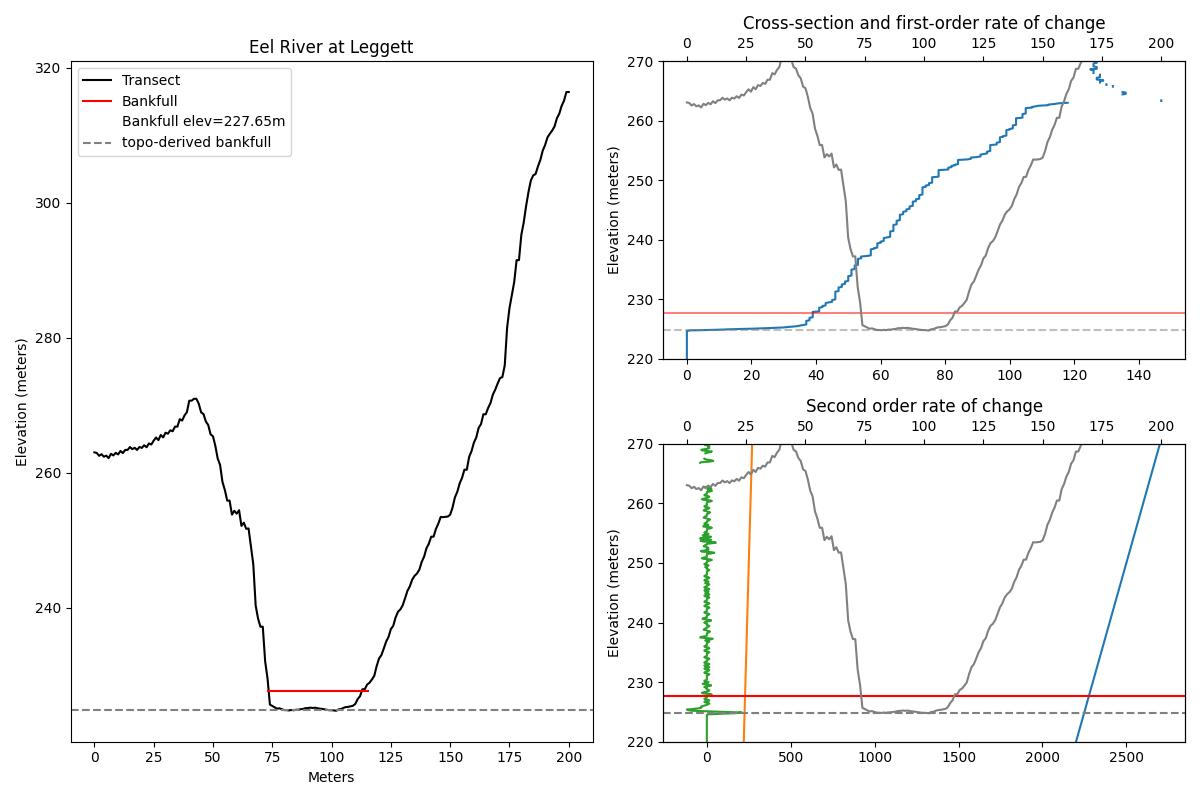 Eel River at Leggett
Transect
Bankfull
Bankfull elev=227.65m
topo-derived bankfull
320
300
280
260
240
Elevation (meters)
0 25 50 75 100 125 150 175 200
Meters
Cross-section and first-order rate of change
0 25 50 75 100 125 150 175 200
270
260
250
240
230
220
Elevation (meters)
0 20 40 60 80 100 120 140
Second order rate of change
0 25 50 75 100 125 150 175 200
270
260
250
240
230
220
Elevation (meters)
0 500 1000 1500 2000 2500